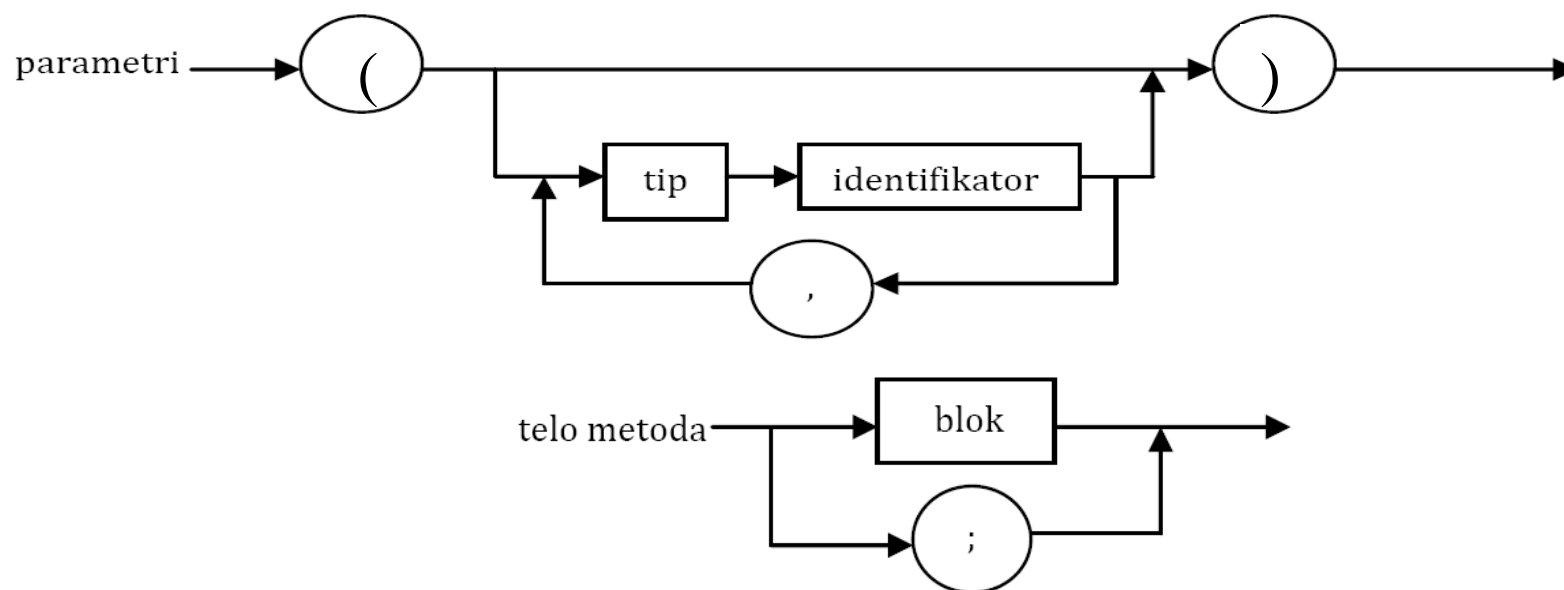 parametri ( )
tip identifikator
,
telo metoda blok
;